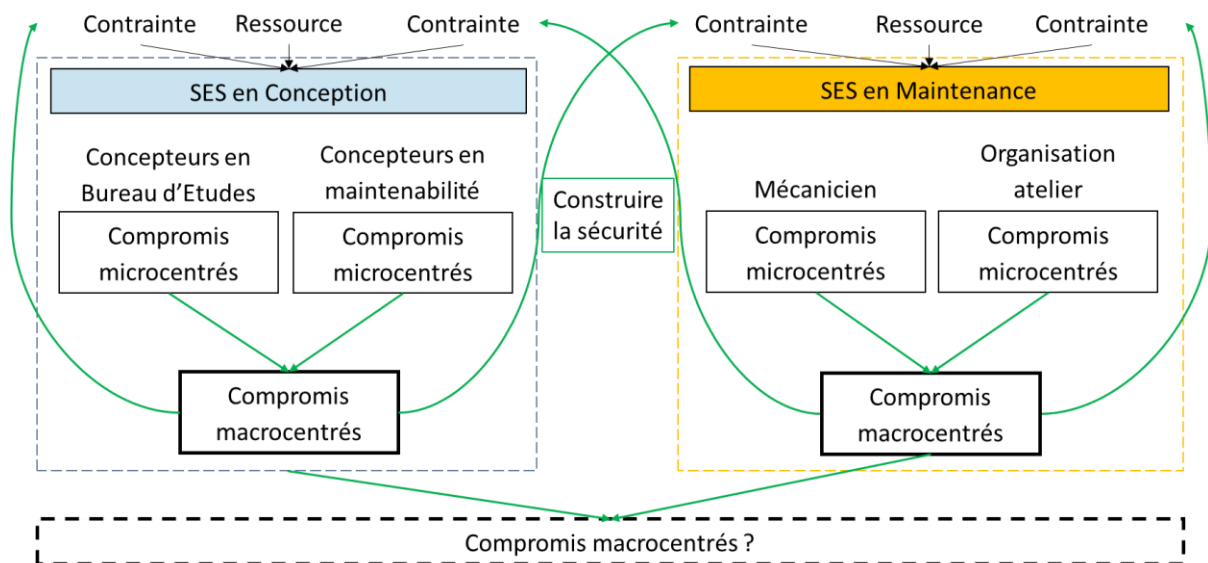 Contrainte
Ressource
Contrainte
SES en Conception
Concepteurs en
Bureau d'Etudes
Compromis
microcentrés
Concepteurs en
maintenabilité
Compromis
microcentrés
Compromis
macrocentrés
Construire
la sécurité
Contrainte
Ressource
Contrainte
SES en Maintenance
Mécanicien
Compromis
microcentrés
Organisation
atelier
Compromis
microcentrés
Compromis
macrocentrés
Compromis macrocentrés ?